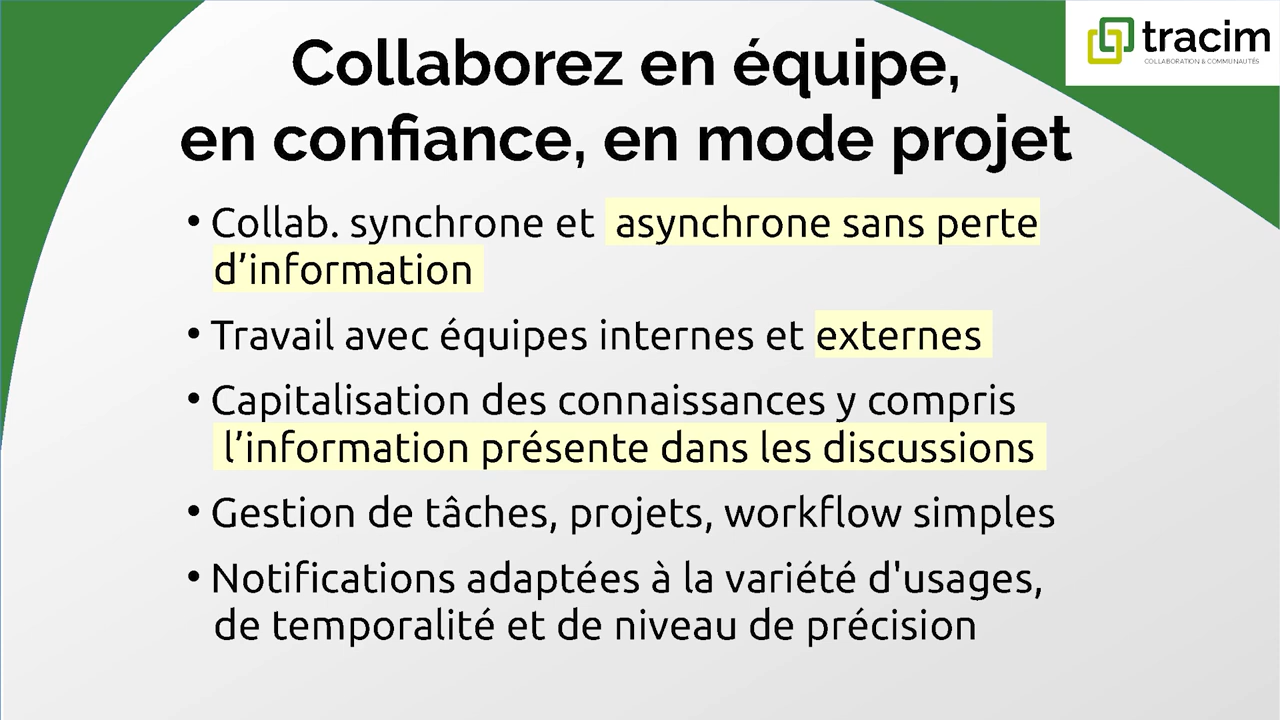 tracim
COLLABORATION & COMMUNAUTÉS
Collaborez en équipe,
en confiance, en mode projet
• Collab. synchrone et asynchrone sans perte
d’information
• Travail avec équipes internes et externes
• Capitalisation des connaissances y compris
l’information présente dans les discussions
• Gestion de tâches, projets, workflow simples
• Notifications adaptées à la variété d'usages,
de temporalité et de niveau de précision